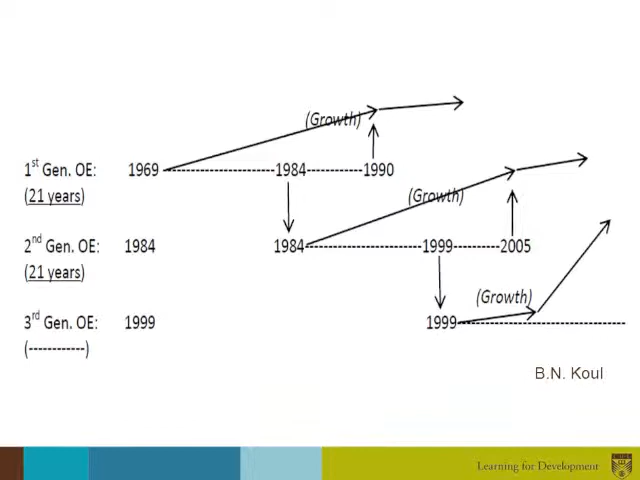 (Growth)
1st Gen. OE: 1969 1984 1990
(21 years)
(Growth)
2nd Gen. OE: 1984 1984 1999 2005
(21 years)
(Growth)
3rd Gen. OE: 1999 1999
(------------)
B.N. Koul
Learning for Development